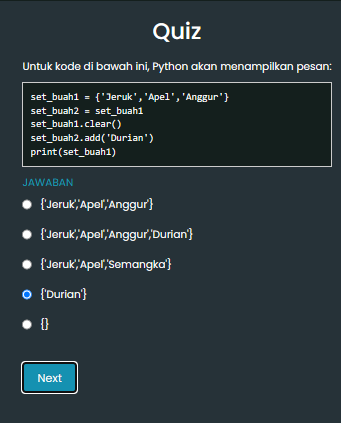 Quiz
Untuk kode di bawah ini, Python akan menampilkan pesan:
set_buah1 = {'Jeruk','Apel','Anggur'}
set_buah2 = set_buah1
set_buah1.clear()
set_buah2.add('Durian')
print(set_buah1)
JAWABAN
{'Jeruk','Apel','Anggur'}
{'Jeruk','Apel','Anggur','Durian'}
{'Jeruk','Apel','Semangka'}
{'Durian'}
{}
Next